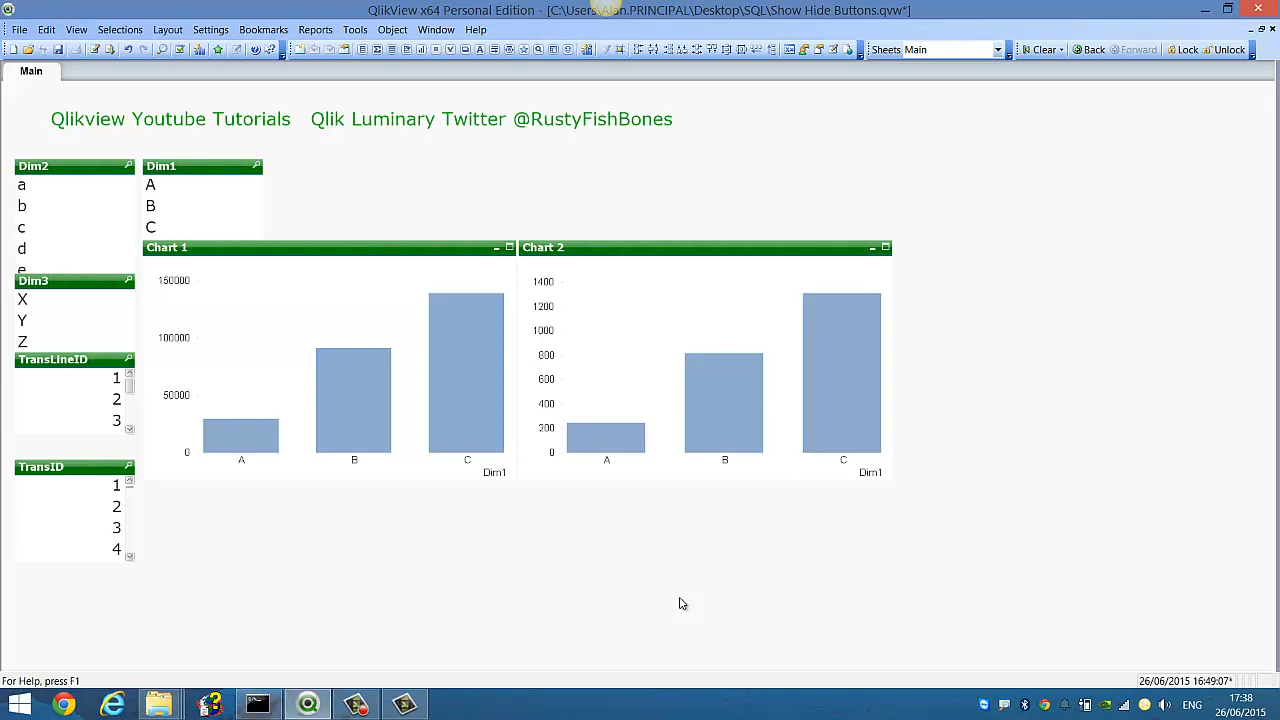 QlikView x64 Personal Edition - [C:\Users\Alan.PRINCIPAL\Desktop\SQL\Show Hide Buttons.qvw*]
File Edit View Selections Layout Settings Bookmarks Reports Tools Object Window Help
Sheets Main Clear Back Forward Lock Unlock
Main
Qlikview Youtube Tutorials Qlik Luminary Twitter @RustyFishBones
Dim2
a
b
c
d
e
Dim1
A
B
C
Dim3
X
Y
Z
TransLineID
1
2
3
TransID
1
2
3
4
Chart 1
150000
100000
50000
0
A B C
Dim1
Chart 2
1400
1200
1000
800
600
400
200
0
A B C
Dim1
For Help, press F1
26/06/2015 16:49:07*
ENG
17:38
26/06/2015